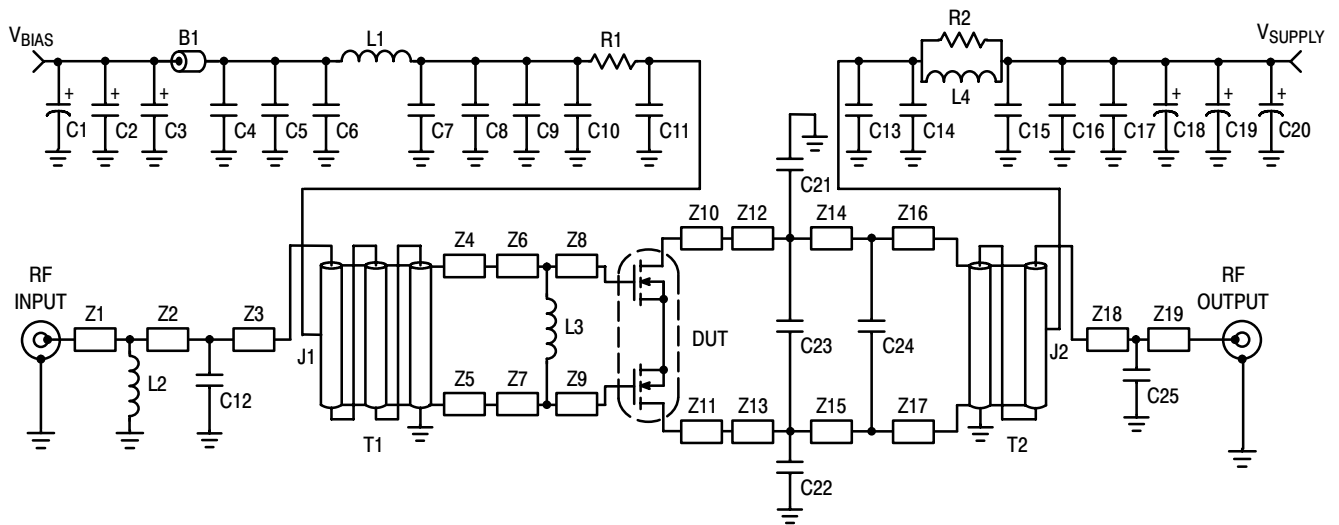 V_BIAS
B1
L1
R1
R2
L4
V_SUPPLY
+
C1
+
C2
+
C3
C4
C5
C6
C7
C8
C9
C10
C11
C13
C14
C15
C16
C17
+
C18
+
C19
+
C20
C21
Z10
Z12
Z14
Z16
Z4
Z6
Z8
RF
INPUT
Z1
Z2
Z3
L2
C12
J1
L3
DUT
C23
C24
J2
Z18
Z19
RF
OUTPUT
C25
Z5
Z7
Z9
Z11
Z13
Z15
Z17
T1
T2
C22